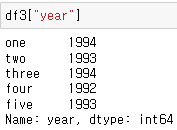 df3["year"]
one      1994
two      1993
three    1994
four     1992
five     1993
Name: year, dtype: int64